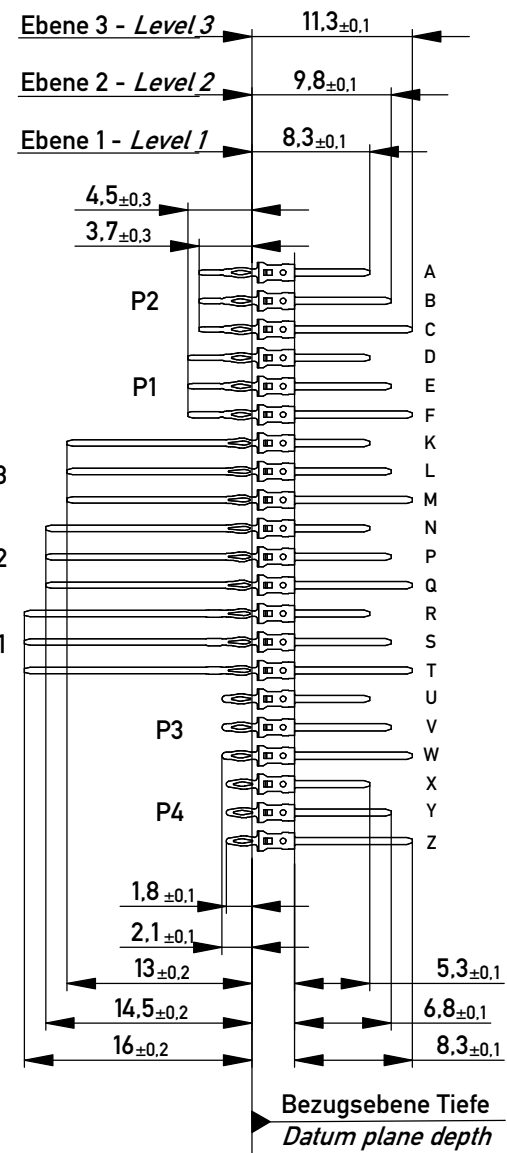 Ebene 3 - Level 3 11,3±0,1
Ebene 2 - Level 2 9,8±0,1
Ebene 1 - Level 1 8,3±0,1
4,5±0,3
3,7±0,3
A
P2 B
C
D
P1 E
F
K
3 L
M
N
2 P
Q
R
1 S
T
U
P3 V
W
X
P4 Y
Z
1,8 ±0,1
2,1 ±0,1
13±0,2 5,3±0,1
14,5±0,2 6,8±0,1
16±0,2 8,3±0,1
Bezugsebene Tiefe
Datum plane depth